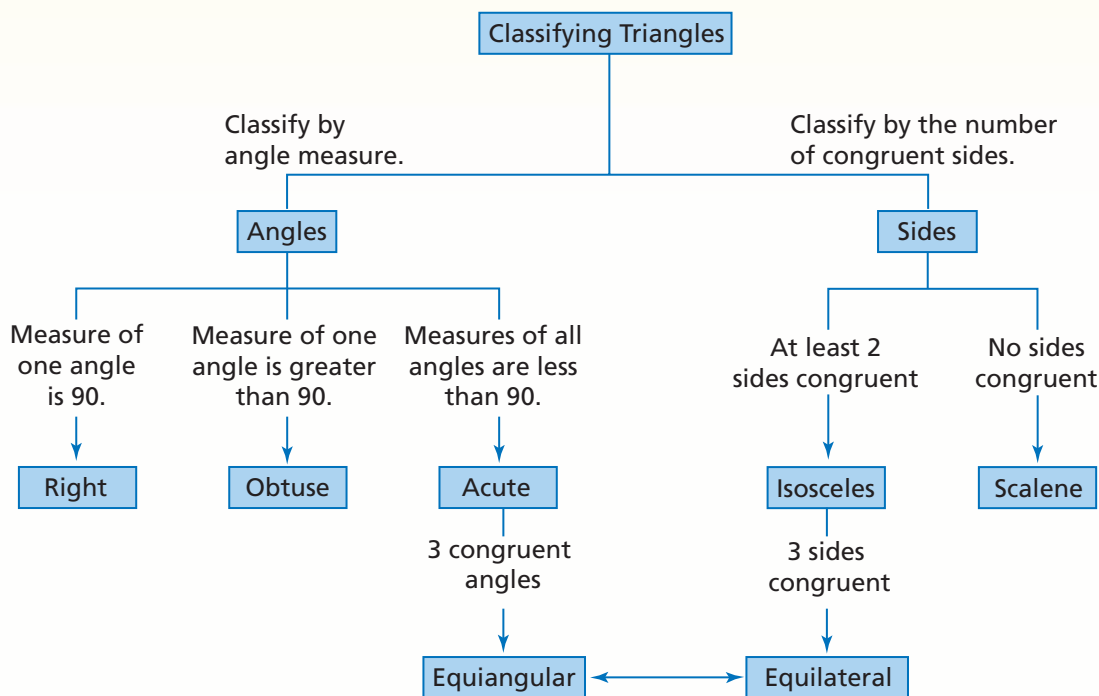 Classifying Triangles
Classify by
angle measure.
Classify by the number
of congruent sides.
Angles
Sides
Measure of
one angle
is 90.
Measure of one
angle is greater
than 90.
Measures of all
angles are less
than 90.
At least 2
sides congruent
No sides
congruent
Right
Obtuse
Acute
Isosceles
Scalene
3 congruent
angles
3 sides
congruent
Equiangular
Equilateral